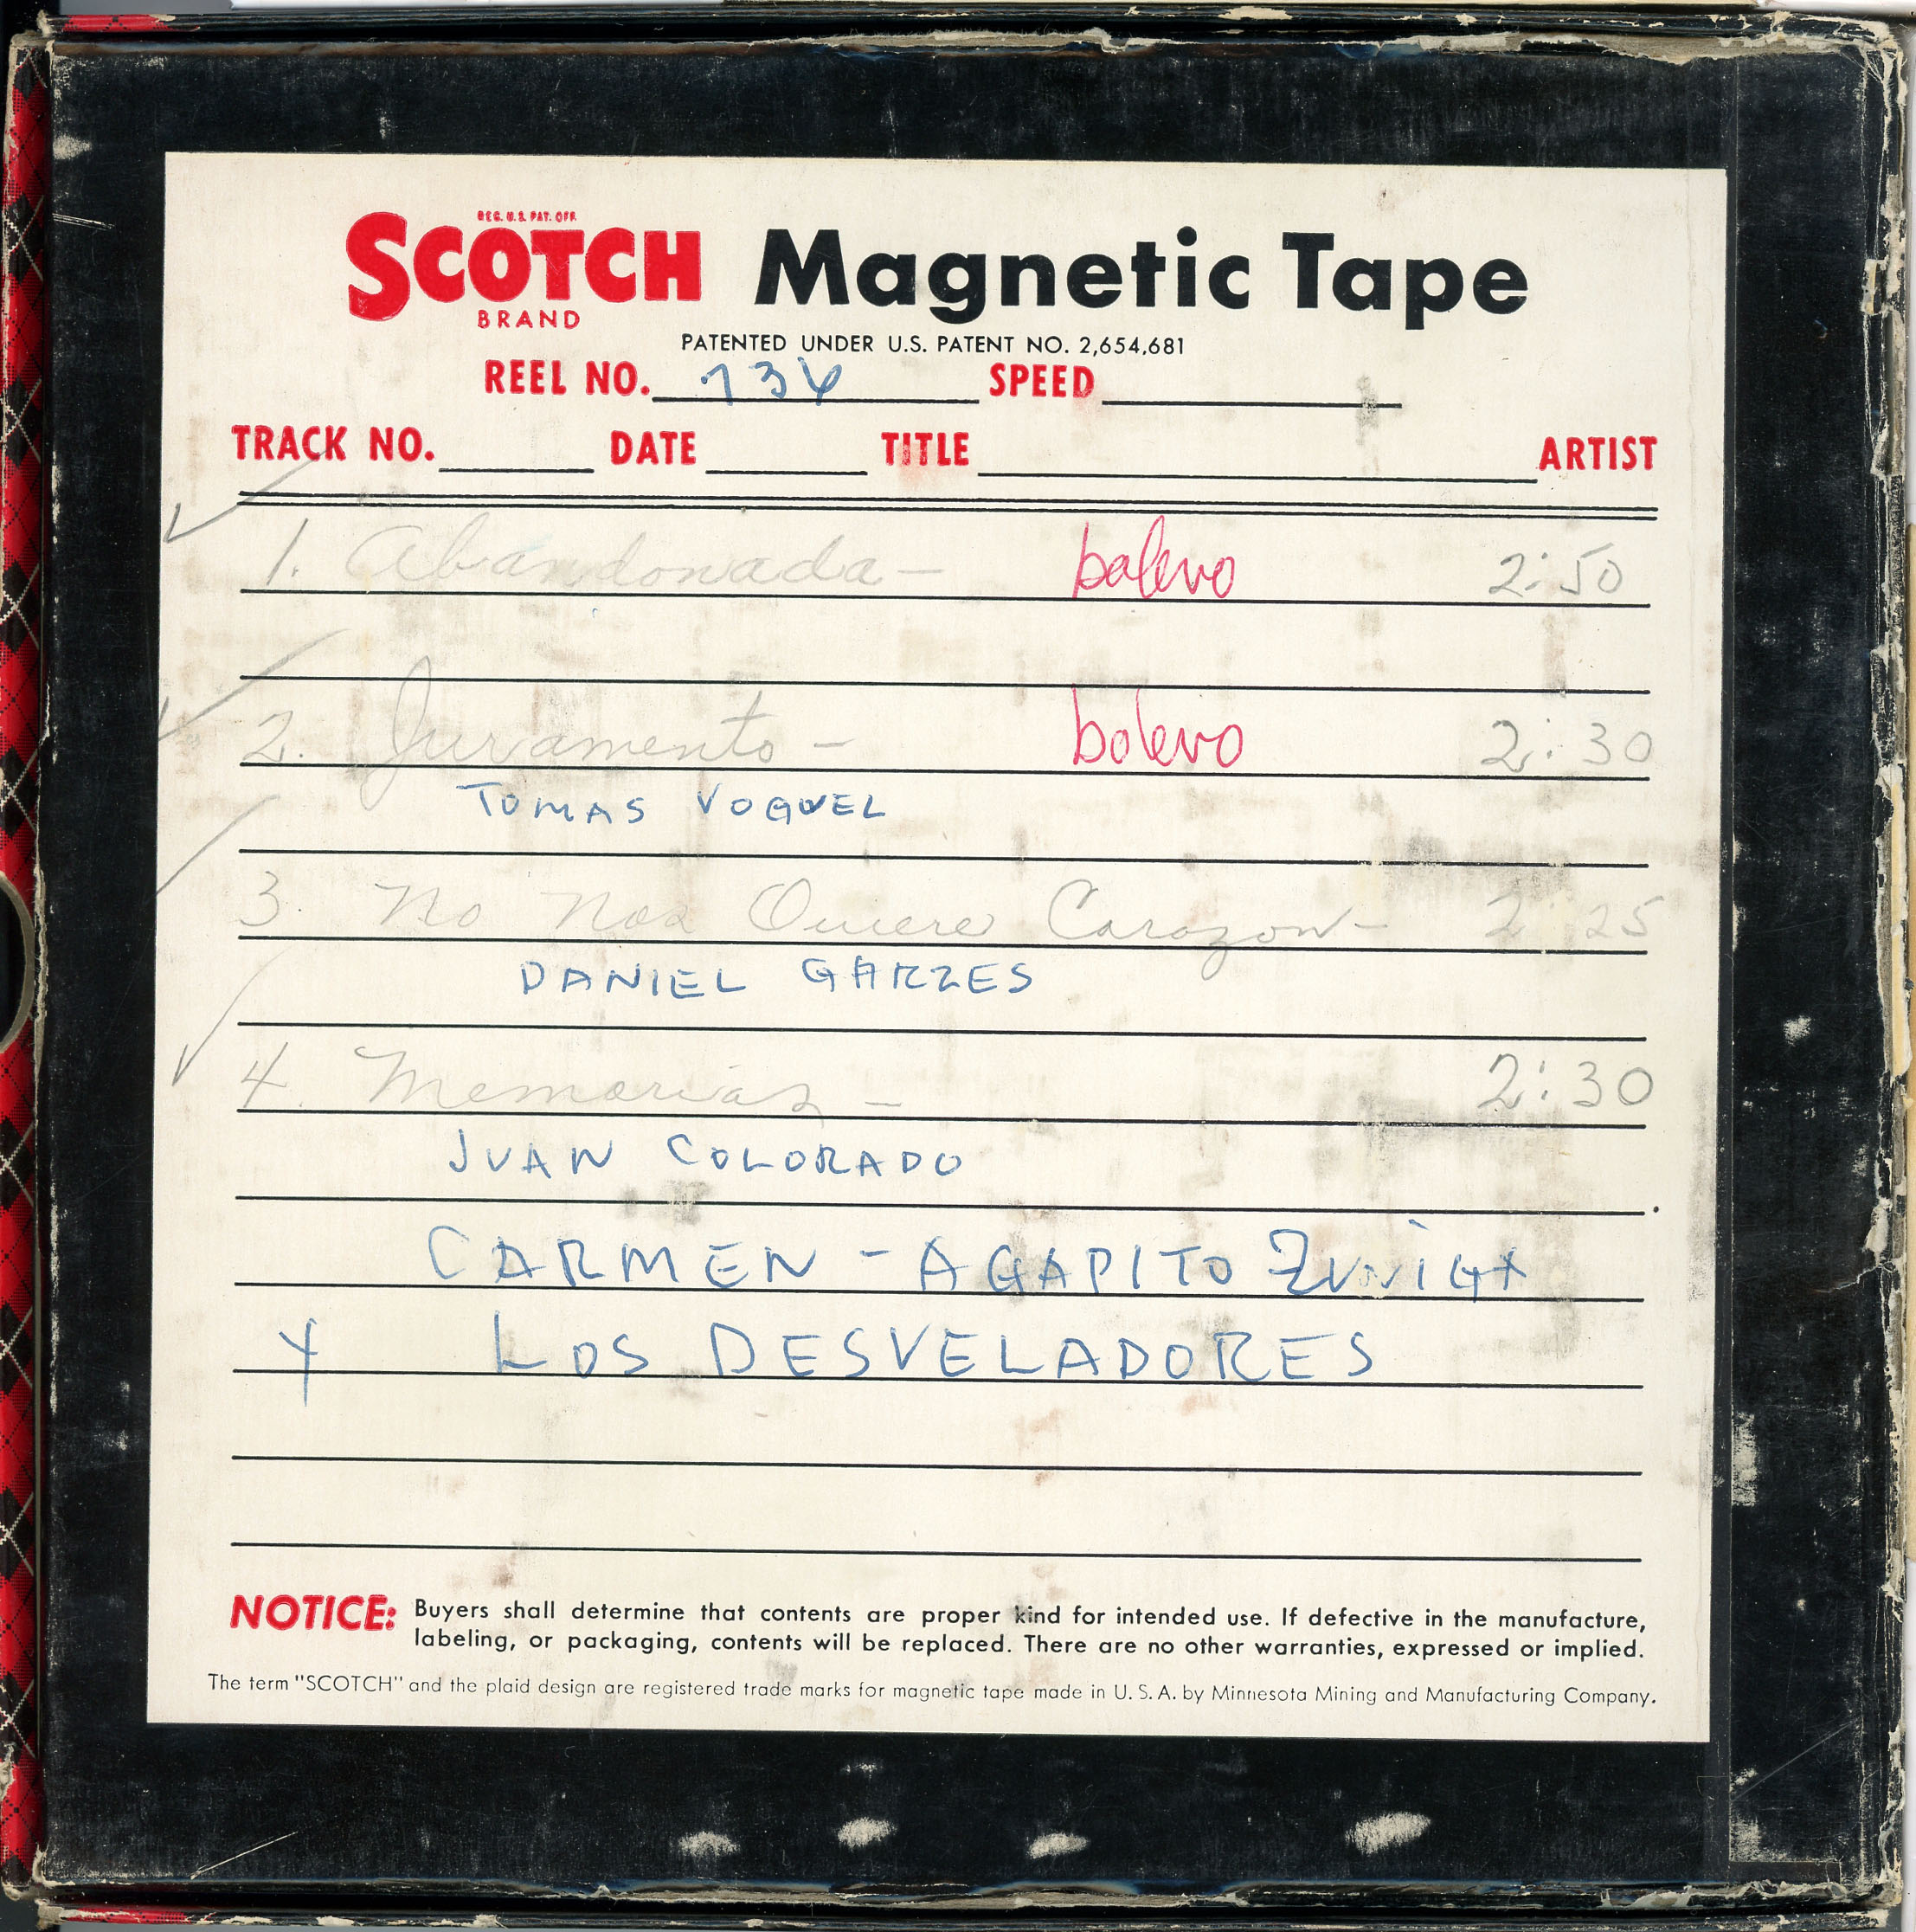 REG. U.S. PAT. OFF.
SCOTCH Magnetic Tape
BRAND
PATENTED UNDER U.S. PATENT NO. 2,654,681
REEL NO. 736 SPEED
TRACK NO. DATE TITLE ARTIST
1. Abandonada - bolero 2:50
2. Juramento - bolero 2:30
TOMAS VOGUEL
3. No Nos Quiere Corazon - 2:25
DANIEL GARZES
4. Memorias - 2:30
JUAN COLORADO
CARMEN - AGAPITO ZUNIGA
Y LOS DESVELADORES
NOTICE: Buyers shall determine that contents are proper kind for intended use. If defective in the manufacture,
labeling, or packaging, contents will be replaced. There are no other warranties, expressed or implied.
The term "SCOTCH" and the plaid design are registered trade marks for magnetic tape made in U.S.A. by Minnesota Mining and Manufacturing Company.